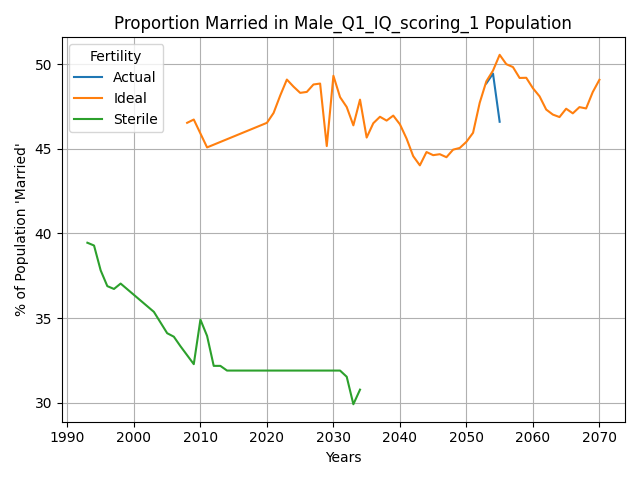 Proportion Married in Male_Q1_IQ_scoring_1 Population
Fertility
Actual
Ideal
Sterile
% of Population 'Married'
50
45
40
35
30
1990 2000 2010 2020 2030 2040 2050 2060 2070
Years